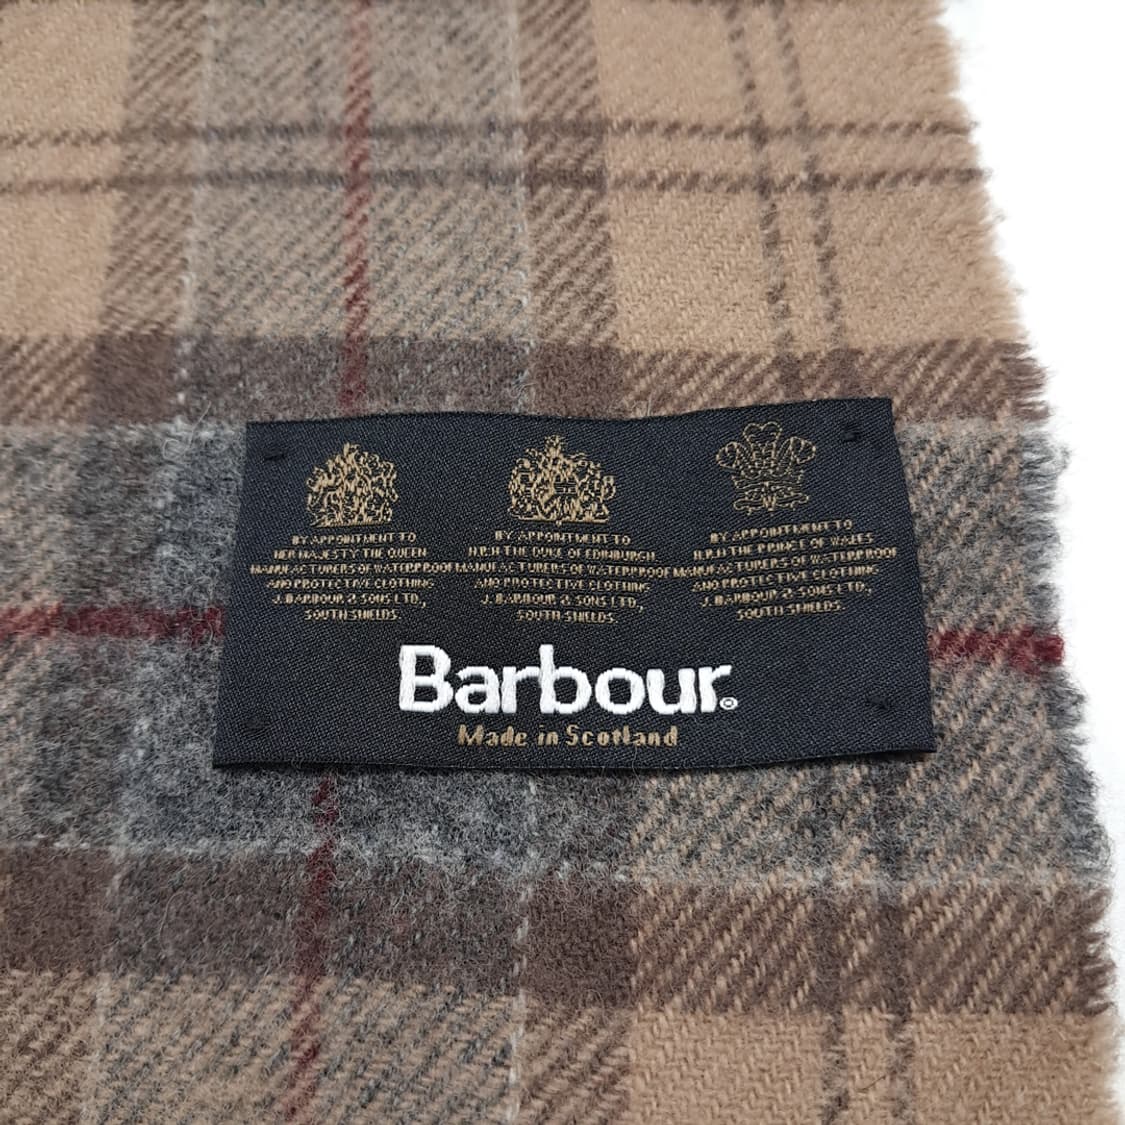 BY APPOINTMENT TO
HER MAJESTY THE QUEEN
MANUFACTURERS OF WATERPROOF
AND PROTECTIVE CLOTHING
J. BARBOUR & SONS LTD.,
SOUTH SHIELDS.
BY APPOINTMENT TO
H.R.H THE DUKE OF EDINBURGH
MANUFACTURERS OF WATERPROOF
AND PROTECTIVE CLOTHING
J. BARBOUR & SONS LTD.,
SOUTH SHIELDS.
BY APPOINTMENT TO
H.R.H THE PRINCE OF WALES
MANUFACTURERS OF WATERPROOF
AND PROTECTIVE CLOTHING
J. BARBOUR & SONS LTD.,
SOUTH SHIELDS.
Barbour®
Made in Scotland